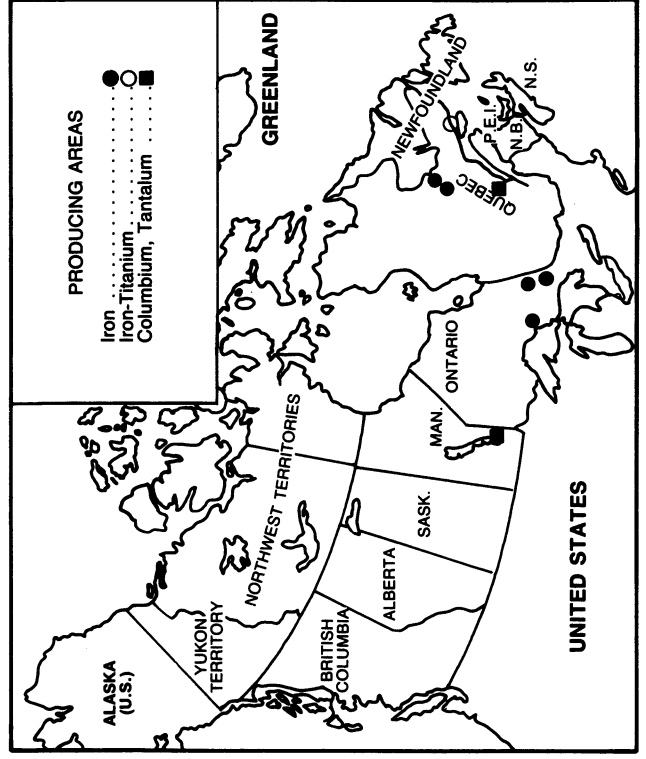 PRODUCING AREAS
Iron
Iron-Titanium
Columbium, Tantalum
GREENLAND
ALASKA
(U.S.)
YUKON
TERRITORY
NORTHWEST TERRITORIES
BRITISH
COLUMBIA
ALBERTA
SASK.
MAN.
ONTARIO
QUEBEC
NEWFOUNDLAND
P.E.I.
N.B.
N.S.
UNITED STATES